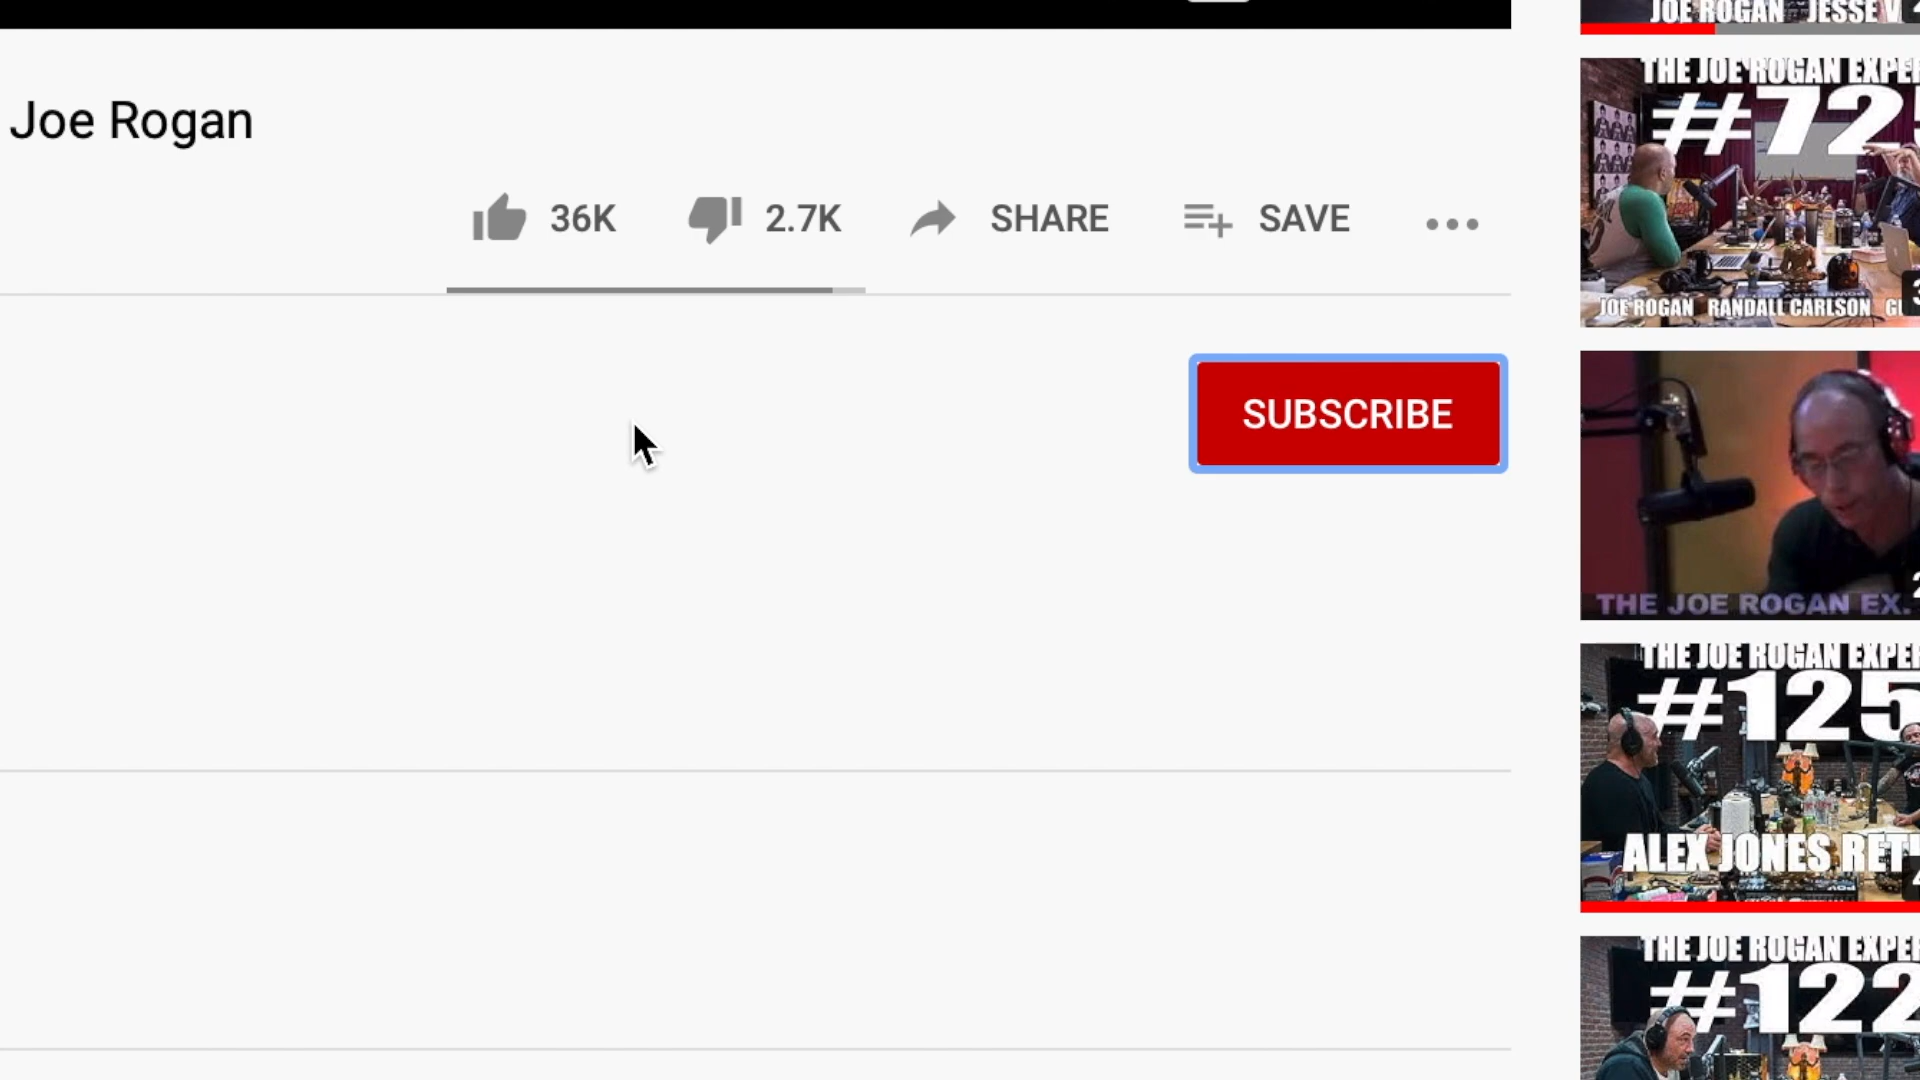 Joe Rogan
36K 2.7K SHARE SAVE
SUBSCRIBE
JOE ROGAN JESSE V
THE JOE ROGAN EXPE
#72
JOE ROGAN RANDALL CARLSON
THE JOE ROGAN EX.
THE JOE ROGAN EXPE
#125
ALEX JONES RET
THE JOE ROGAN EXPE
#122